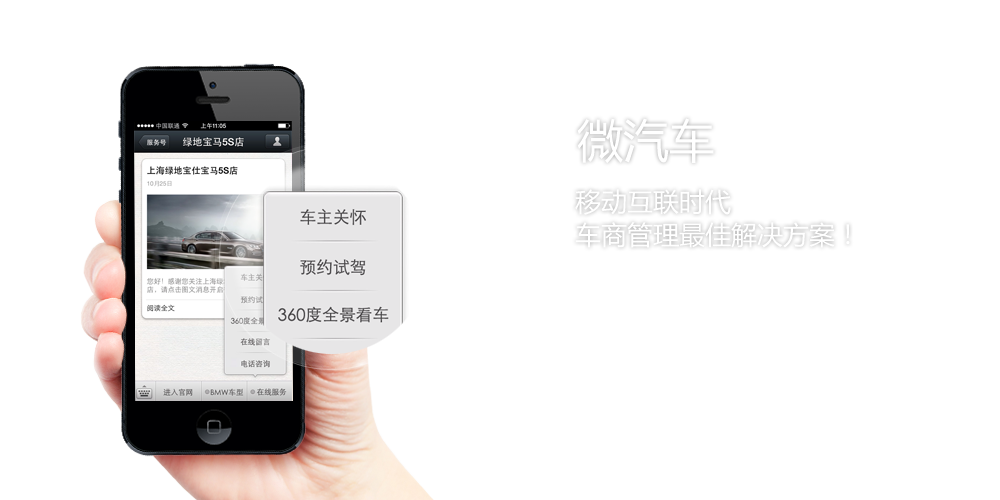 中国联通
上午11:05
服务号
绿地宝马5S店
上海绿地宝仕宝马5S店
10月25日
您好！感谢您关注上海绿
店，请点击图文消息开启
阅读全文
车主关
预约试
360度全景
在线留言
电话咨询
进入官网
BMW车型
在线服务
车主关怀
预约试驾
360度全景看车
微汽车
移动互联时代
车商管理最佳解决方案！